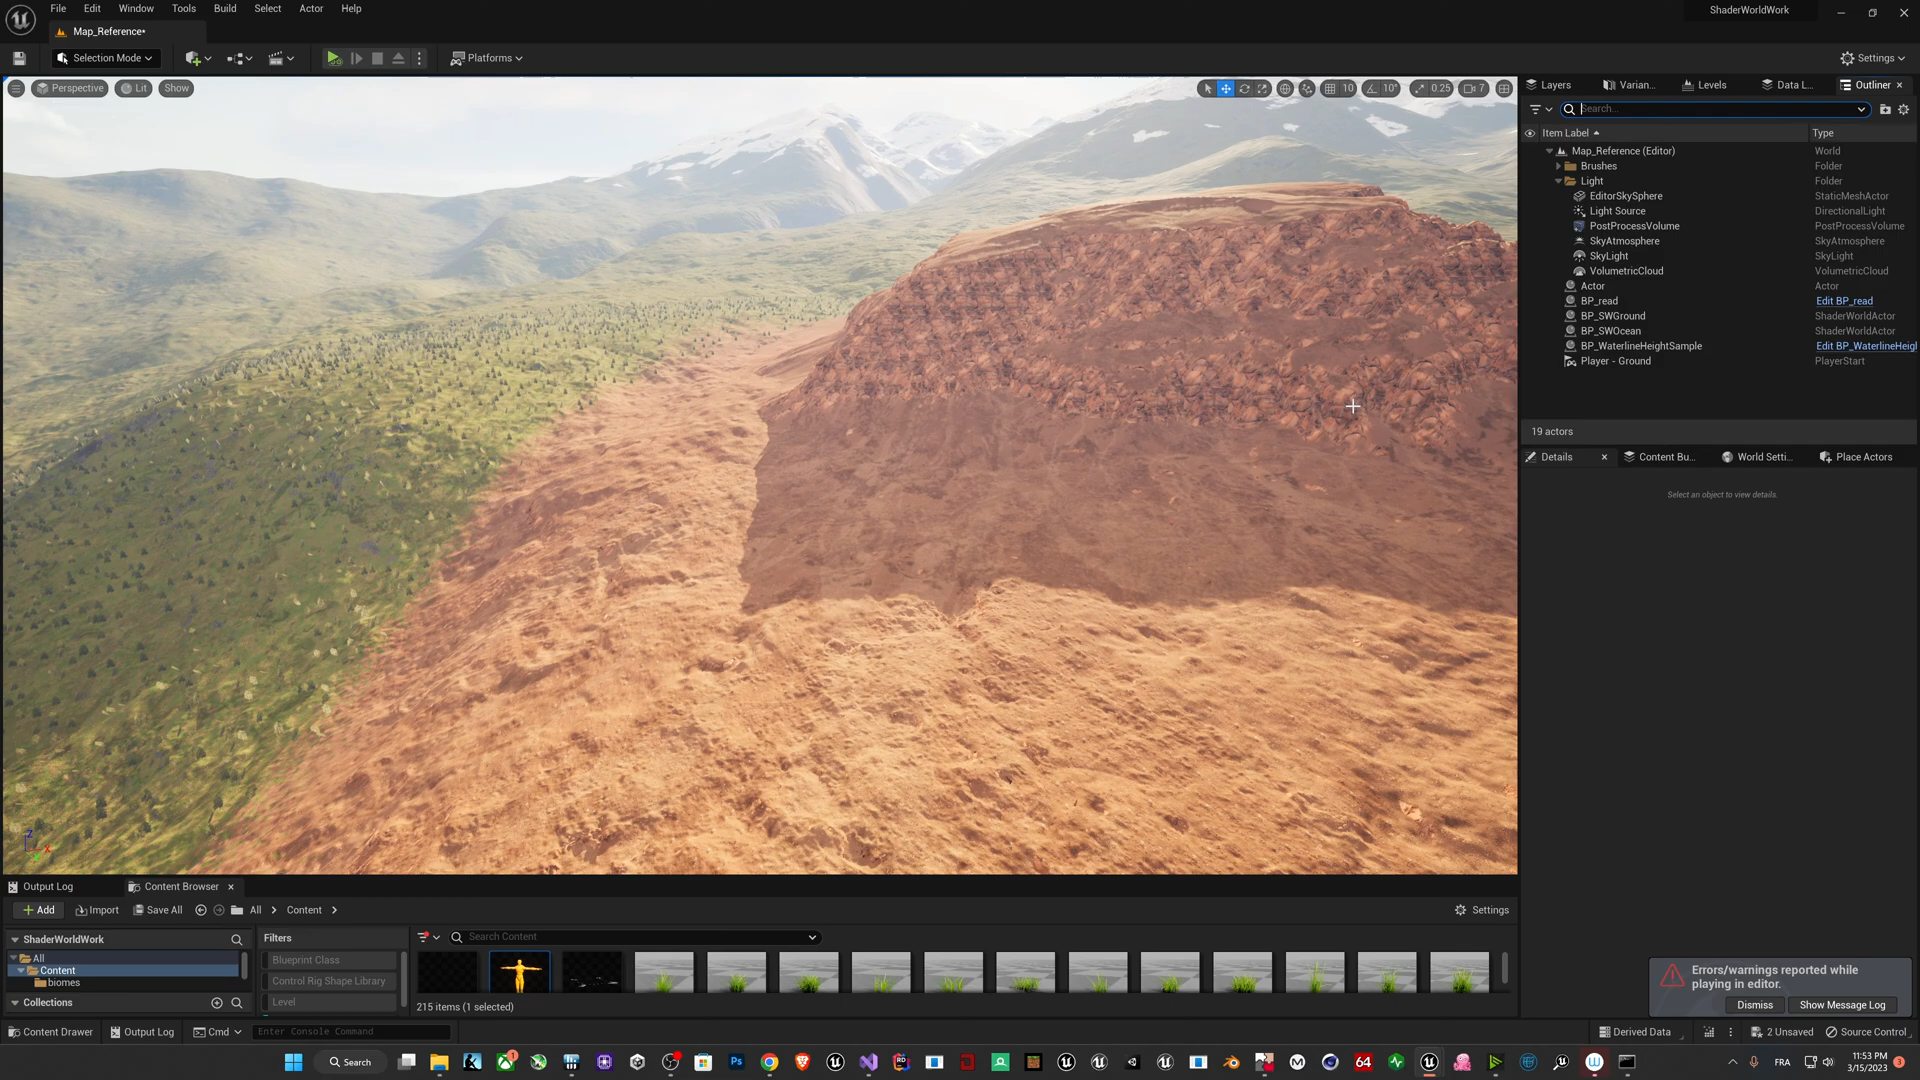 File Edit Window Tools Build Select Actor Help
ShaderWorldWork
Map_Reference*
Selection Mode
Platforms
Settings
Perspective Lit Show
10 10° 0.25 7
Layers Varian... Levels Data L... Outliner
Search...
Item Label Type
Map_Reference (Editor) World
Brushes Folder
Light Folder
EditorSkySphere StaticMeshActor
Light Source DirectionalLight
PostProcessVolume PostProcessVolume
SkyAtmosphere SkyAtmosphere
SkyLight SkyLight
VolumetricCloud VolumetricCloud
Actor Actor
BP_read Edit BP_read
BP_SWGround ShaderWorldActor
BP_SWOcean ShaderWorldActor
BP_WaterlineHeightSample Edit BP_WaterlineHeigl
Player - Ground PlayerStart
19 actors
Details Content Bu... World Setti... Place Actors
Select an object to view details.
Z X
Output Log Content Browser
Add Import Save All All Content Settings
ShaderWorldWork
All
Content
biomes
Collections
Filters
Blueprint Class
Control Rig Shape Library
Level
Search Content
215 items (1 selected)
Errors/warnings reported while
playing in editor.
Dismiss Show Message Log
Content Drawer Output Log Cmd Enter Console Command
Derived Data 2 Unsaved Source Control
Search
1
Ps
RD
64
FRA
11:53 PM
3/15/2023
3